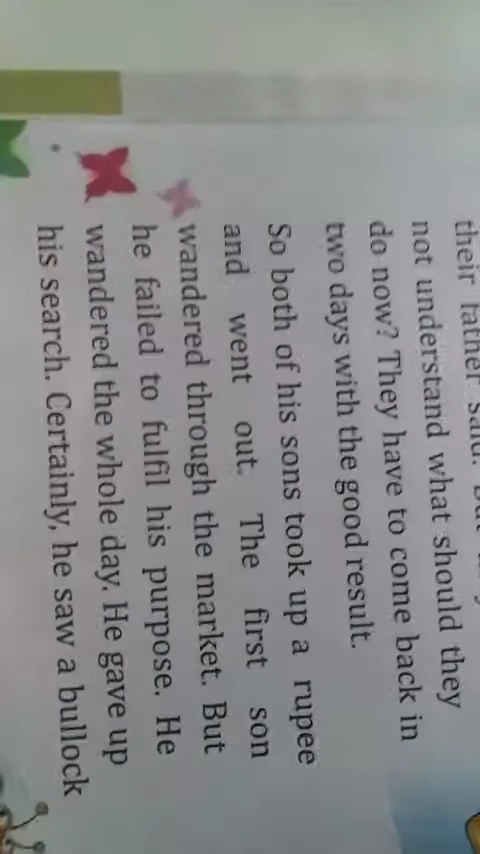 their father said.
not understand what should they
do now? They have to come back in
two days with the good result.
So both of his sons took up a rupee
and went out. The first son
wandered through the market. But
he failed to fulfil his purpose. He
wandered the whole day. He gave up
his search. Certainly, he saw a bullock